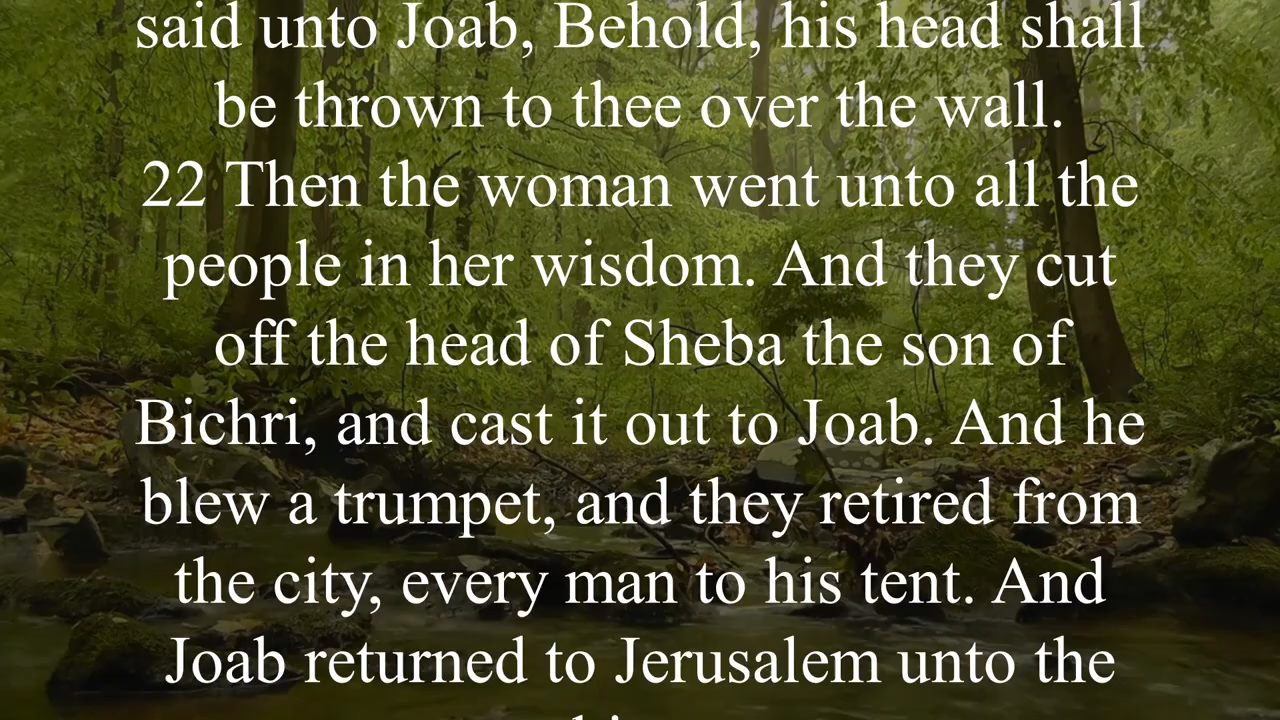 said unto Joab, Behold, his head shall
be thrown to thee over the wall.
22 Then the woman went unto all the
people in her wisdom. And they cut
off the head of Sheba the son of
Bichri, and cast it out to Joab. And he
blew a trumpet, and they retired from
the city, every man to his tent. And
Joab returned to Jerusalem unto the